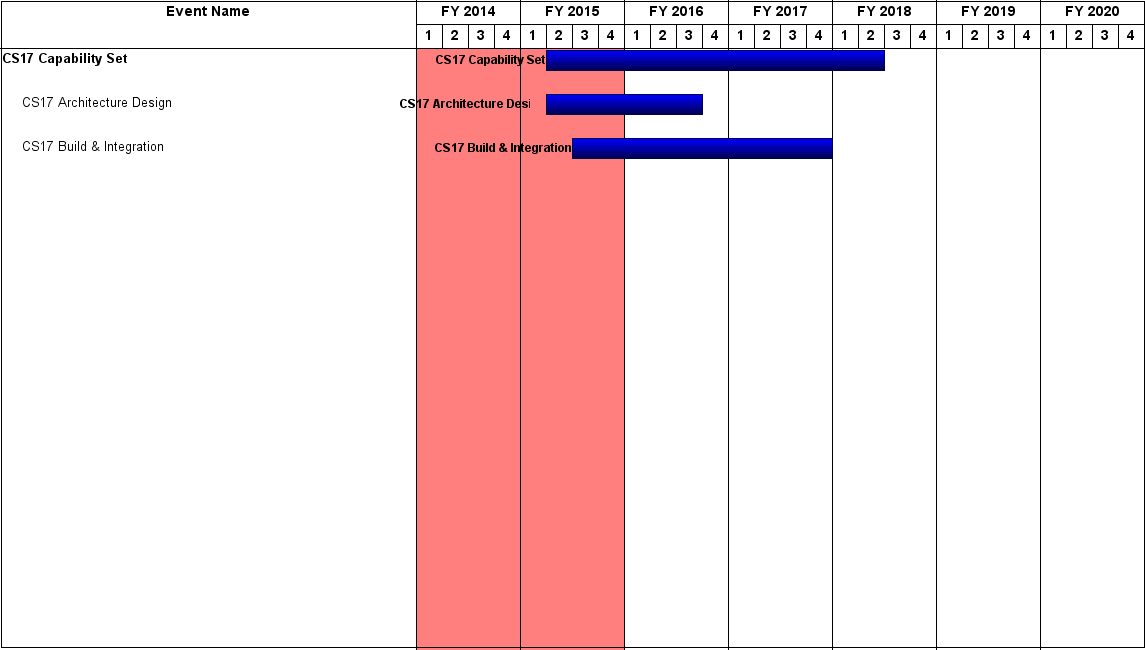 Event Name FY 2014 FY 2015 FY 2016 FY 2017 FY 2018 FY 2019 FY 2020
1 2 3 4 1 2 3 4 1 2 3 4 1 2 3 4 1 2 3 4 1 2 3 4 1 2 3 4
CS17 Capability Set CS17 Capability Set
CS17 Architecture Design CS17 Architecture Desi
CS17 Build & Integration CS17 Build & Integration